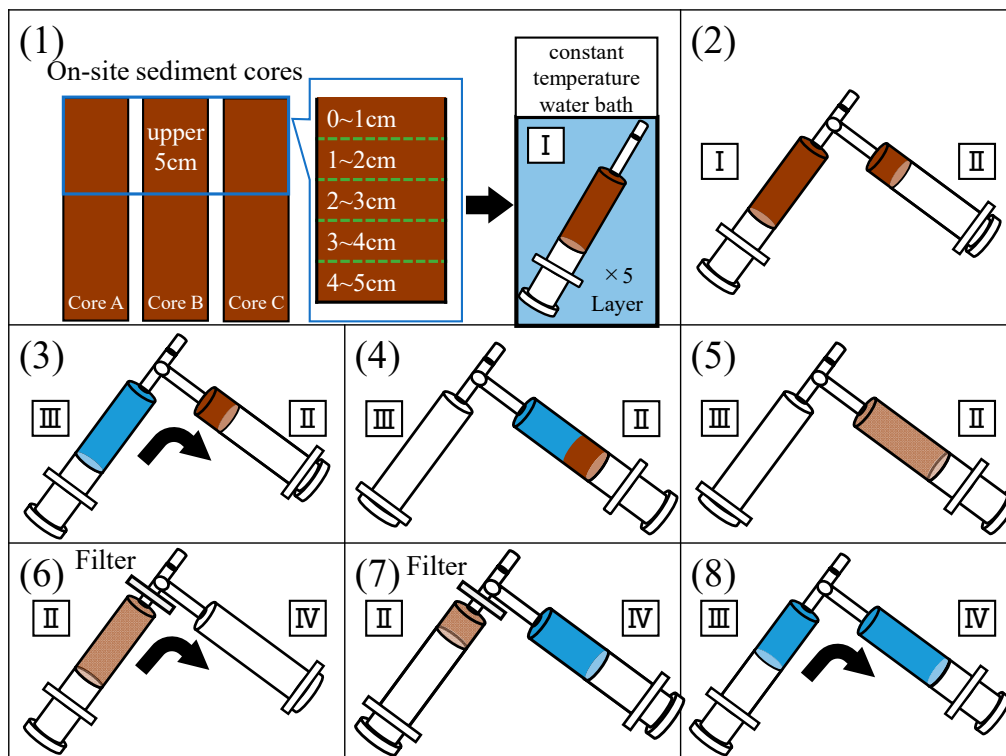 (1)
On-site sediment cores
upper
5cm
Core A
Core B
Core C
0~1cm
1~2cm
2~3cm
3~4cm
4~5cm
constant
temperature
water bath
Ⅰ
×5
Layer
(2)
Ⅰ
Ⅱ
(3)
Ⅲ
Ⅱ
(4)
Ⅲ
Ⅱ
(5)
Ⅲ
Ⅱ
(6)
Filter
Ⅱ
Ⅳ
(7)
Filter
Ⅱ
Ⅳ
(8)
Ⅲ
Ⅳ